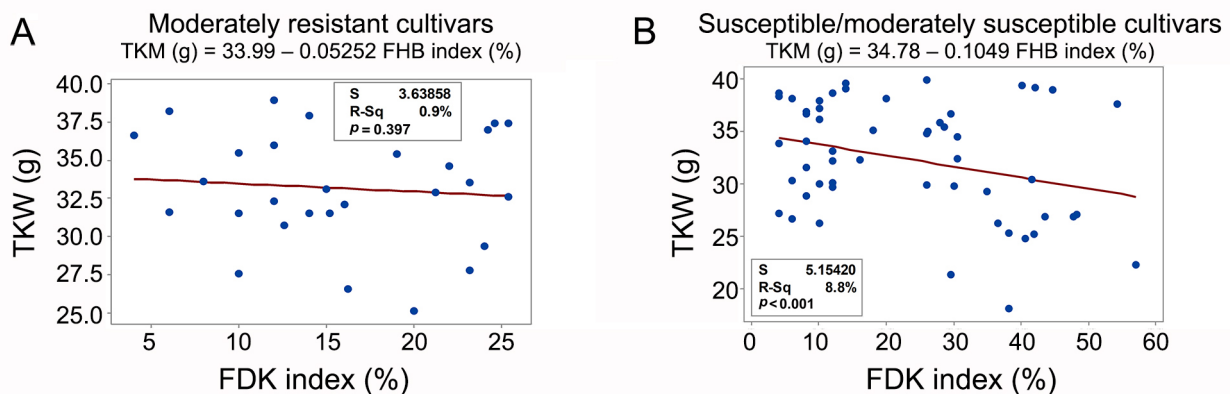 A
Moderately resistant cultivars
TKM (g) = 33.99 – 0.05252 FHB index (%)
40.0
37.5
35.0
32.5
30.0
27.5
25.0
TKW (g)
S 3.63858
R-Sq 0.9%
p = 0.397
5 10 15 20 25
FDK index (%)
B
Susceptible/moderately susceptible cultivars
TKM (g) = 34.78 – 0.1049 FHB index (%)
40
35
30
25
20
TKW (g)
S 5.15420
R-Sq 8.8%
p < 0.001
0 10 20 30 40 50 60
FDK index (%)